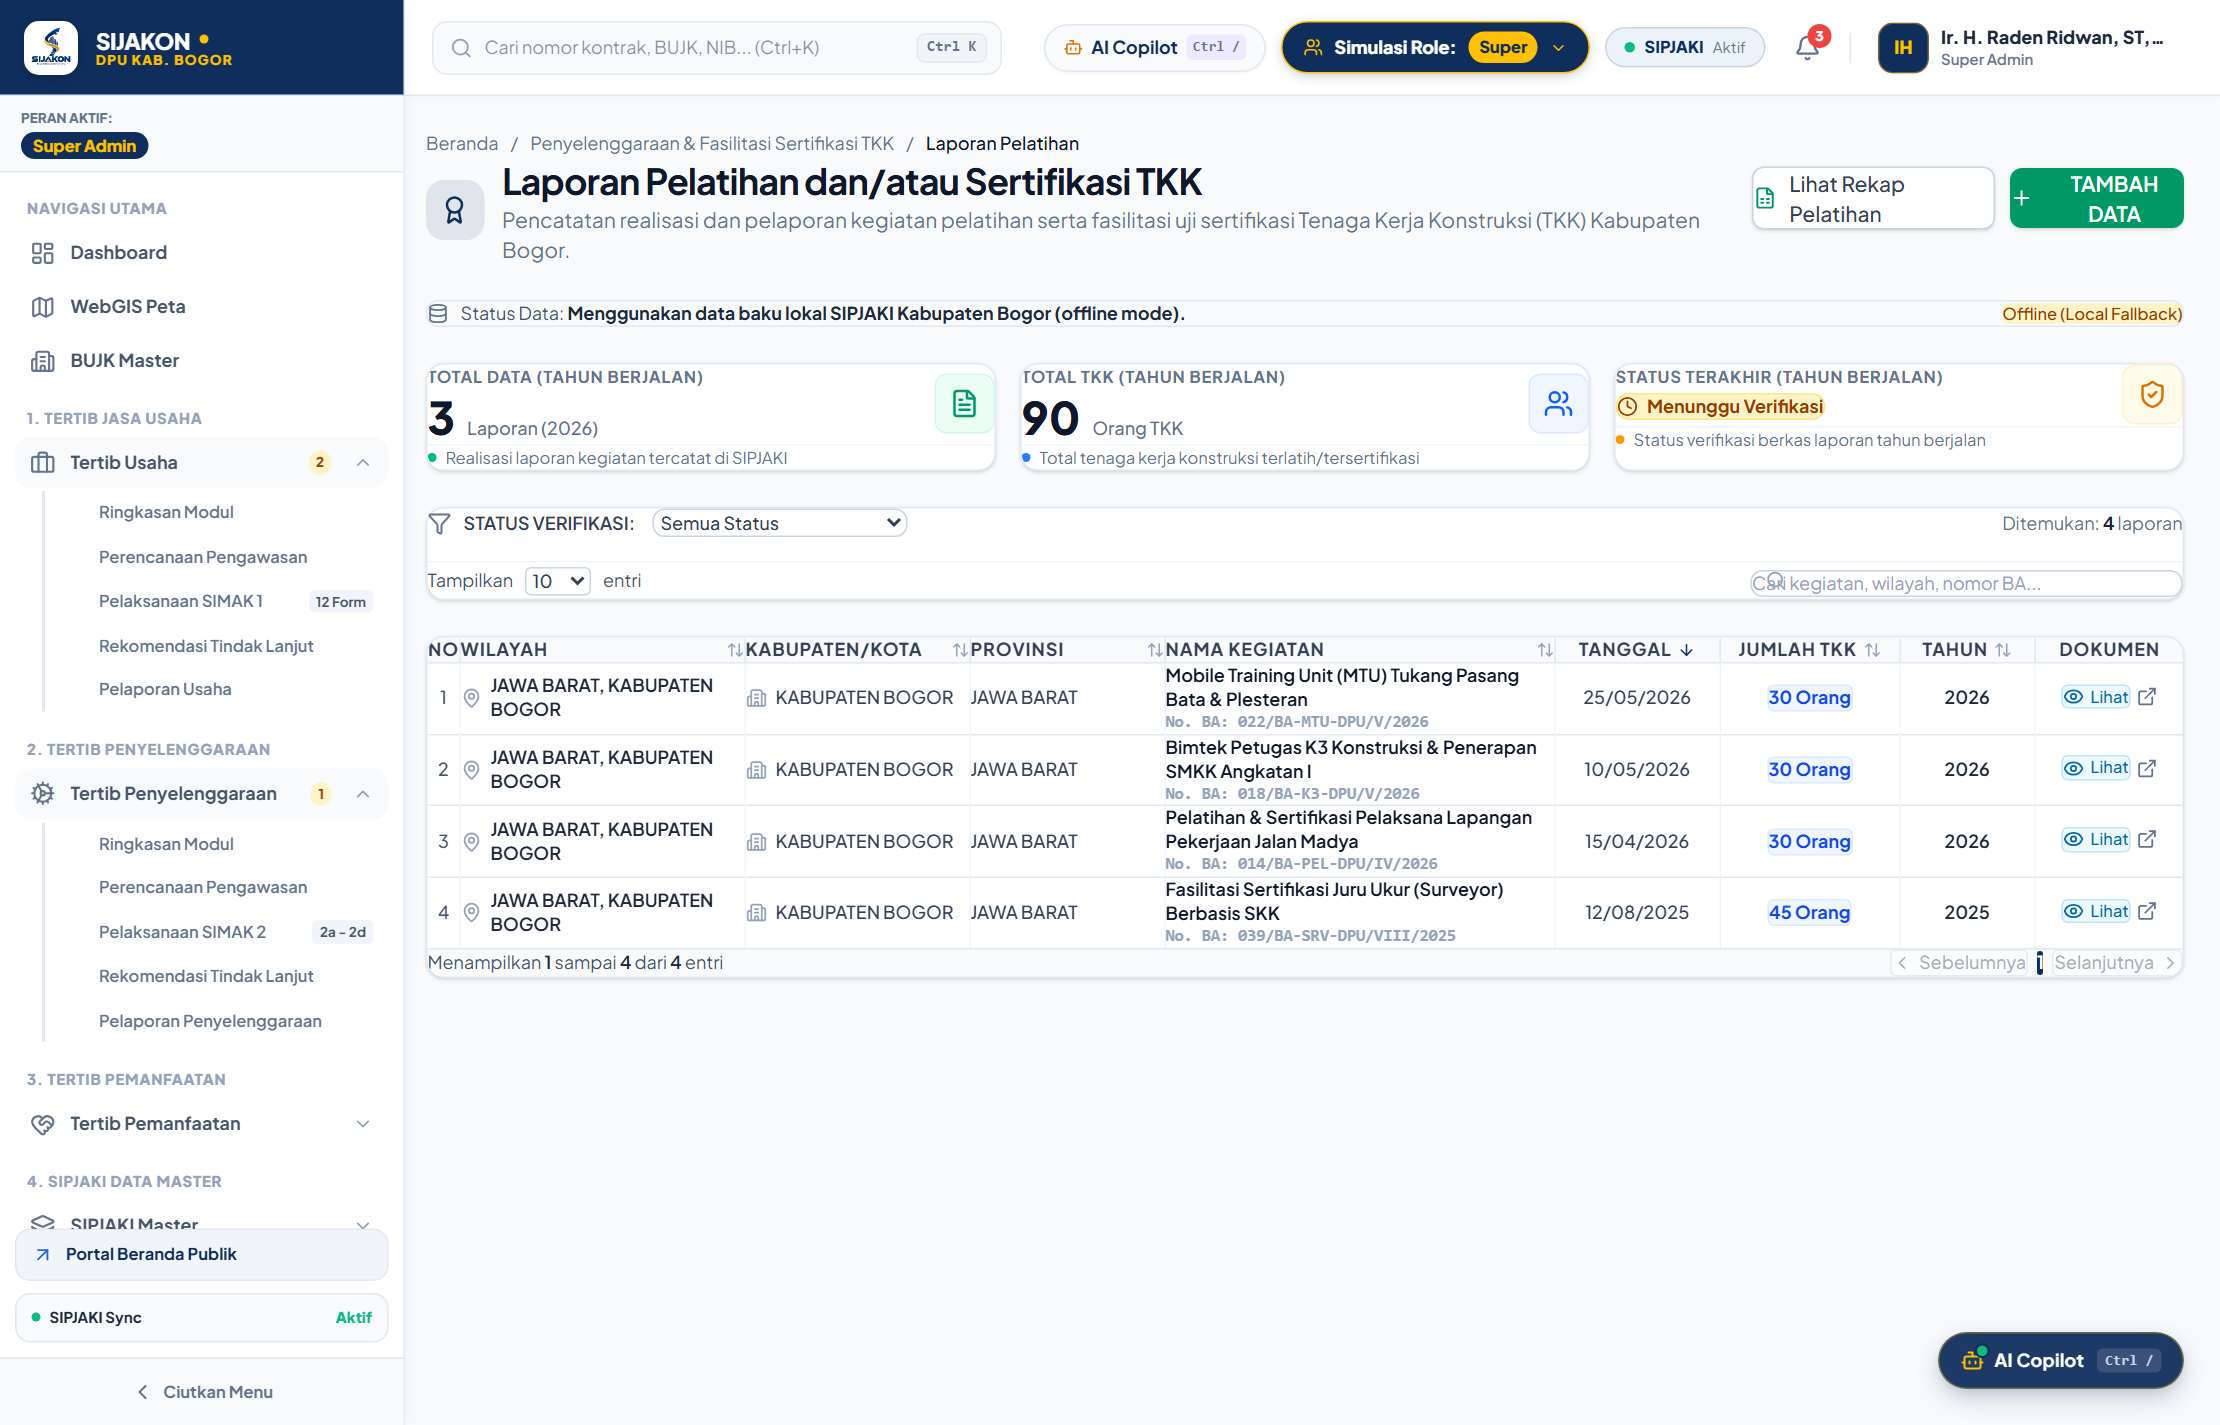 SIJAKON
DPU KAB. BOGOR
SIJAKON
Cari nomor kontrak, BUJK, NIB... (Ctrl+K)
Ctrl K
AI Copilot
Ctrl /
Simulasi Role:
Super
SIPJAKI Aktif
3
IH
Ir. H. Raden Ridwan, ST,...
Super Admin
PERAN AKTIF:
Super Admin
NAVIGASI UTAMA
Dashboard
WebGIS Peta
BUJK Master
1. TERTIB JASA USAHA
Tertib Usaha
2
Ringkasan Modul
Perencanaan Pengawasan
Pelaksanaan SIMAK 1
12 Form
Rekomendasi Tindak Lanjut
Pelaporan Usaha
2. TERTIB PENYELENGGARAAN
Tertib Penyelenggaraan
1
Ringkasan Modul
Perencanaan Pengawasan
Pelaksanaan SIMAK 2
2a - 2d
Rekomendasi Tindak Lanjut
Pelaporan Penyelenggaraan
3. TERTIB PEMANFAATAN
Tertib Pemanfaatan
4. SIPJAKI DATA MASTER
SIPJAKI Master
Portal Beranda Publik
SIPJAKI Sync
Aktif
Ciutkan Menu
Beranda / Penyelenggaraan & Fasilitasi Sertifikasi TKK / Laporan Pelatihan
Laporan Pelatihan dan/atau Sertifikasi TKK
Pencatatan realisasi dan pelaporan kegiatan pelatihan serta fasilitasi uji sertifikasi Tenaga Kerja Konstruksi (TKK) Kabupaten
Bogor.
Lihat Rekap
Pelatihan
TAMBAH
DATA
Status Data: Menggunakan data baku lokal SIPJAKI Kabupaten Bogor (offline mode).
Offline (Local Fallback)
TOTAL DATA (TAHUN BERJALAN)
3 Laporan (2026)
Realisasi laporan kegiatan tercatat di SIPJAKI
TOTAL TKK (TAHUN BERJALAN)
90 Orang TKK
Total tenaga kerja konstruksi terlatih/tersertifikasi
STATUS TERAKHIR (TAHUN BERJALAN)
Menunggu Verifikasi
Status verifikasi berkas laporan tahun berjalan
STATUS VERIFIKASI:
Semua Status
Ditemukan: 4 laporan
Tampilkan 10 entri
Cari kegiatan, wilayah, nomor BA...
NO WILAYAH KABUPATEN/KOTA PROVINSI NAMA KEGIATAN TANGGAL JUMLAH TKK TAHUN DOKUMEN
1 JAWA BARAT, KABUPATEN BOGOR KABUPATEN BOGOR JAWA BARAT Mobile Training Unit (MTU) Tukang Pasang Bata & Plesteran 25/05/2026 30 Orang 2026 Lihat
No. BA: 022/BA-MTU-DPU/V/2026
2 JAWA BARAT, KABUPATEN BOGOR KABUPATEN BOGOR JAWA BARAT Bimtek Petugas K3 Konstruksi & Penerapan SMKK Angkatan I 10/05/2026 30 Orang 2026 Lihat
No. BA: 018/BA-K3-DPU/V/2026
3 JAWA BARAT, KABUPATEN BOGOR KABUPATEN BOGOR JAWA BARAT Pelatihan & Sertifikasi Pelaksana Lapangan Pekerjaan Jalan Madya 15/04/2026 30 Orang 2026 Lihat
No. BA: 014/BA-PEL-DPU/IV/2026
4 JAWA BARAT, KABUPATEN BOGOR KABUPATEN BOGOR JAWA BARAT Fasilitasi Sertifikasi Juru Ukur (Surveyor) Berbasis SKK 12/08/2025 45 Orang 2025 Lihat
No. BA: 039/BA-SRV-DPU/VIII/2025
Menampilkan 1 sampai 4 dari 4 entri
Sebelumnya 1 Selanjutnya
AI Copilot
Ctrl /